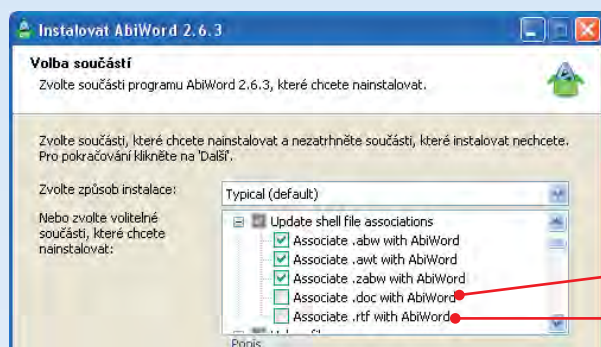 Instalovat AbiWord 2.6.3
Volba součástí
Zvolte součásti programu AbiWord 2.6.3, které chcete nainstalovat.
Zvolte součásti, které chcete nainstalovat a nezatrhněte součásti, které instalovat nechcete.
Pro pokračování klikněte na 'Další'.
Zvolte způsob instalace:
Typical (default)
Nebo zvolte volitelné
součásti, které chcete
nainstalovat:
Update shell file associations
Associate .abw with AbiWord
Associate .awt with AbiWord
Associate .zabw with AbiWord
Associate .doc with AbiWord
Associate .rtf with AbiWord
Popis